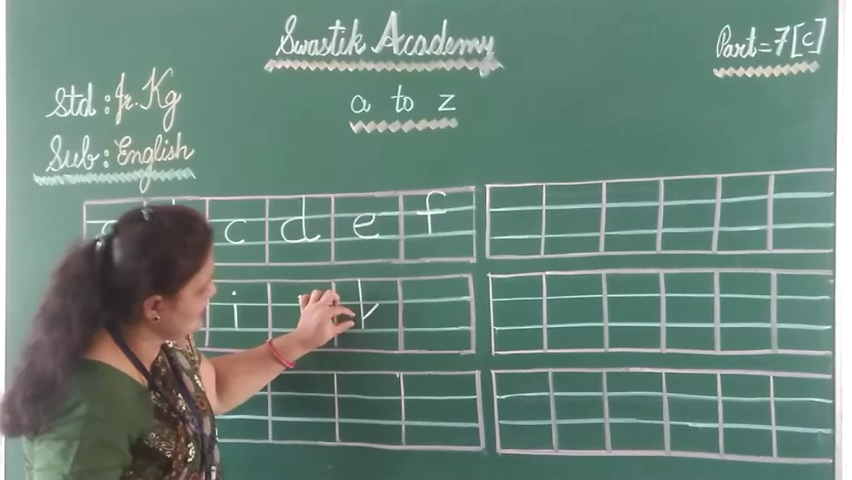 Swastik Academy
Part=7[C]
Std: Jr. Kg
a to z
Sub: English
c d e f
i